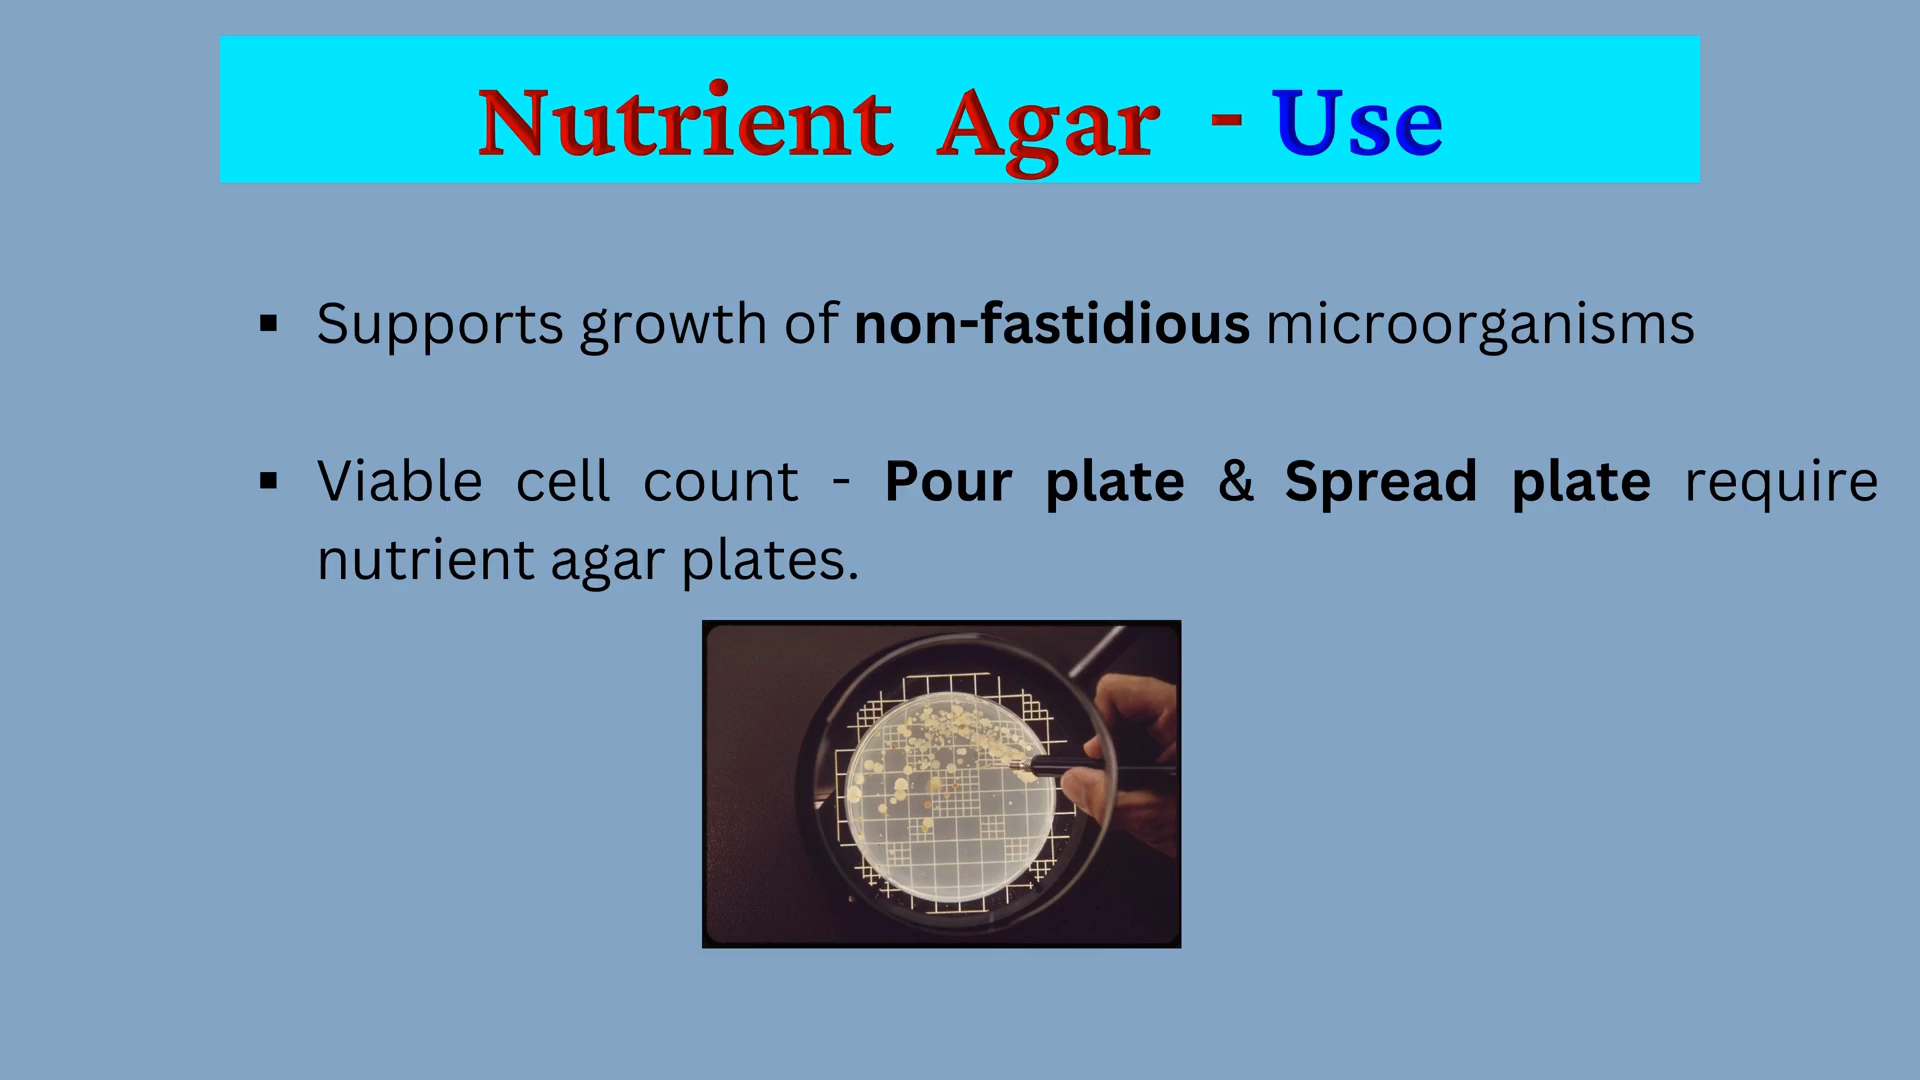 Nutrient Agar - Use
▪ Supports growth of non-fastidious microorganisms
▪ Viable cell count - Pour plate & Spread plate require
nutrient agar plates.